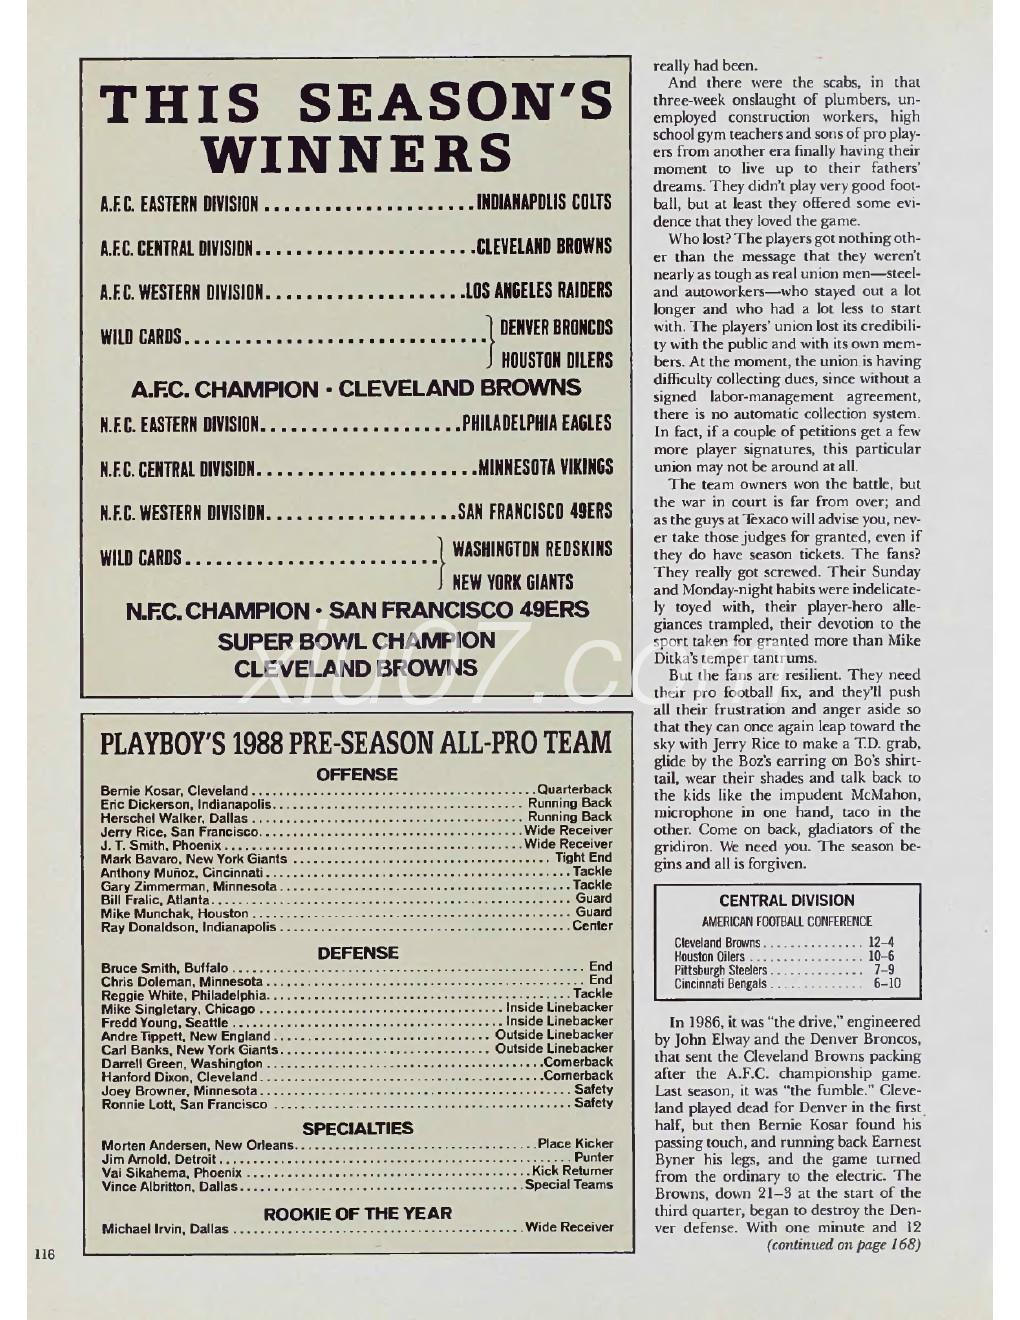 THIS SEASON'S
WINNERS
A.F.C. EASTERN DIVISION ..................... INDIANAPOLIS COLTS
A.F.C. CENTRAL DIVISION ..................... CLEVELAND BROWNS
A.F.C. WESTERN DIVISION ..................... LOS ANGELES RAIDERS
WILD CARDS ..................... DENVER BRONCOS
HOUSTON OILERS
A.F.C. CHAMPION · CLEVELAND BROWNS
N.F.C. EASTERN DIVISION ..................... PHILADELPHIA EAGLES
N.F.C. CENTRAL DIVISION ..................... MINNESOTA VIKINGS
N.F.C. WESTERN DIVISION ..................... SAN FRANCISCO 49ERS
WILD CARDS ..................... WASHINGTON REDSKINS
NEW YORK GIANTS
N.F.C. CHAMPION · SAN FRANCISCO 49ERS
SUPER BOWL CHAMPION
CLEVELAND BROWNS
PLAYBOY'S 1988 PRE-SEASON ALL-PRO TEAM
OFFENSE
Bernie Kosar, Cleveland ..................... Quarterback
Eric Dickerson, Indianapolis ..................... Running Back
Herschel Walker, Dallas ..................... Running Back
Jerry Rice, San Francisco ..................... Wide Receiver
J. T. Smith, Phoenix ..................... Wide Receiver
Mark Bavaro, New York Giants ..................... Tight End
Anthony Muñoz, Cincinnati ..................... Tackle
Gary Zimmerman, Minnesota ..................... Tackle
Bill Fralic, Atlanta ..................... Guard
Mike Munchak, Houston ..................... Guard
Ray Donaldson, Indianapolis ..................... Center
DEFENSE
Bruce Smith, Buffalo ..................... End
Chris Doleman, Minnesota ..................... End
Reggie White, Philadelphia ..................... Tackle
Mike Singletary, Chicago ..................... Inside Linebacker
Fredd Young, Seattle ..................... Inside Linebacker
Andre Tippett, New England ..................... Outside Linebacker
Carl Banks, New York Giants ..................... Outside Linebacker
Darrell Green, Washington ..................... Cornerback
Hanford Dixon, Cleveland ..................... Cornerback
Joey Browner, Minnesota ..................... Safety
Ronnie Lott, San Francisco ..................... Safety
SPECIALTIES
Morten Andersen, New Orleans ..................... Place Kicker
Jim Arnold, Detroit ..................... Punter
Vai Sikahema, Phoenix ..................... Kick Returner
Vince Albritton, Dallas ..................... Special Teams
ROOKIE OF THE YEAR
Michael Irvin, Dallas ..................... Wide Receiver
116
really had been.
And there were the scabs, in that
three-week onslaught of plumbers, un-
employed construction workers, high
school gym teachers and sons of pro play-
ers from another era finally having their
moment to live up to their fathers'
dreams. They didn't play very good foot-
ball, but at least they offered some evi-
dence that they loved the game.
Who lost? The players got nothing oth-
er than the message that they weren't
nearly as tough as real union men—steel-
and autoworkers—who stayed out a lot
longer and who had a lot less to start
with. The players' union lost its credibili-
ty with the public and with its own mem-
bers. At the moment, the union is having
difficulty collecting dues, since without a
signed labor-management agreement,
there is no automatic collection system.
In fact, if a couple of petitions get a few
more player signatures, this particular
union may not be around at all.
The team owners won the battle, but
the war in court is far from over; and
as the guys at Texaco will advise you, nev-
er take those judges for granted, even if
they do have season tickets. The fans?
They really got screwed. Their Sunday
and Monday-night habits were indelicate-
ly toyed with, their player-hero alle-
giances trampled, their devotion to the
sport taken for granted more than Mike
Ditka's temper tantrums.
But the fans are resilient. They need
their pro football fix, and they'll push
all their frustration and anger aside so
that they can once again leap toward the
sky with Jerry Rice to make a T.D. grab,
glide by the Boz's earring on Bo's shirt-
tail, wear their shades and talk back to
the kids like the impudent McMahon,
microphone in one hand, taco in the
other. Come on back, gladiators of the
gridiron. We need you. The season be-
gins and all is forgiven.
CENTRAL DIVISION
AMERICAN FOOTBALL CONFERENCE
Cleveland Browns ............... 12–4
Houston Oilers ............... 10–6
Pittsburgh Steelers ............... 7–9
Cincinnati Bengals ............... 6–10
In 1986, it was "the drive," engineered
by John Elway and the Denver Broncos,
that sent the Cleveland Browns packing
after the A.F.C. championship game.
Last season, it was "the fumble." Cleve-
land played dead for Denver in the first
half, but then Bernie Kosar found his
passing touch, and running back Earnest
Byner his legs, and the game turned
from the ordinary to the electric. The
Browns, down 21–3 at the start of the
third quarter, began to destroy the Den-
ver defense. With one minute and 12
(continued on page 168)
xiu07.com